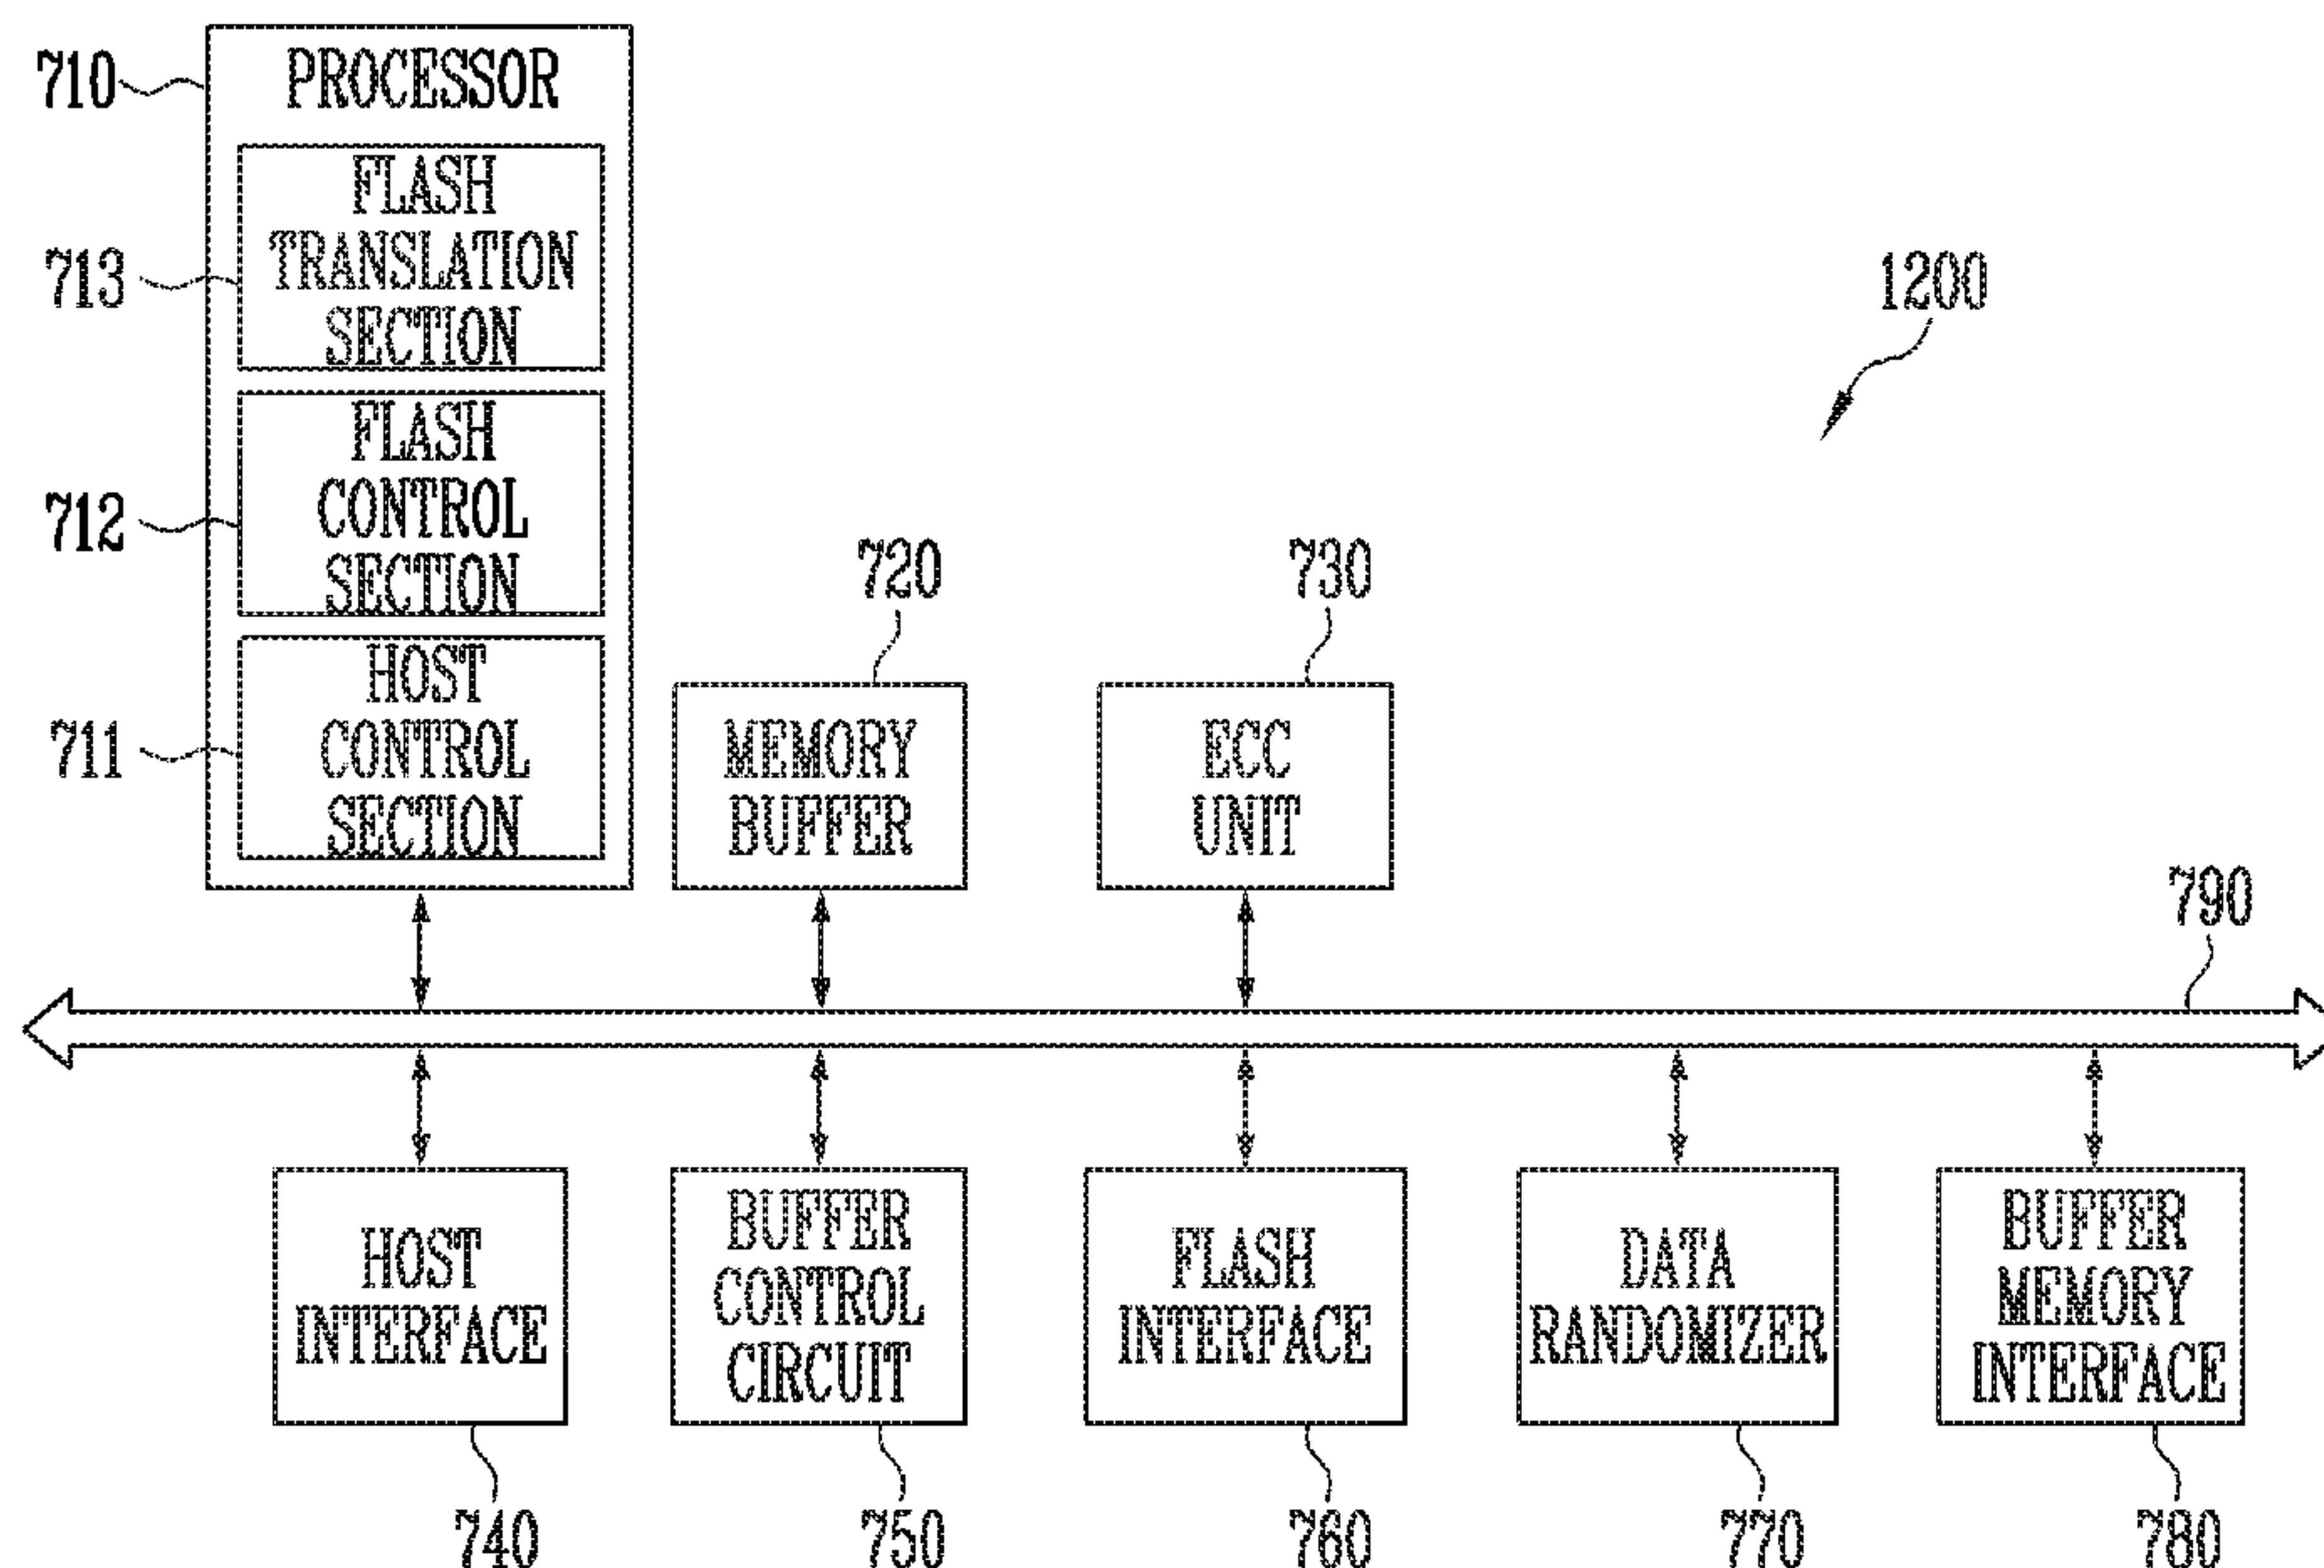 710
PROCESSOR
713
FLASH
TRANSLATION
SECTION
1200
712
FLASH
CONTROL
SECTION
720
730
711
HOST
CONTROL
SECTION
MEMORY
BUFFER
ECC
UNIT
790
HOST
INTERFACE
BUFFER
CONTROL
CIRCUIT
FLASH
INTERFACE
DATA
RANDOMIZER
BUFFER
MEMORY
INTERFACE
740
750
760
770
780